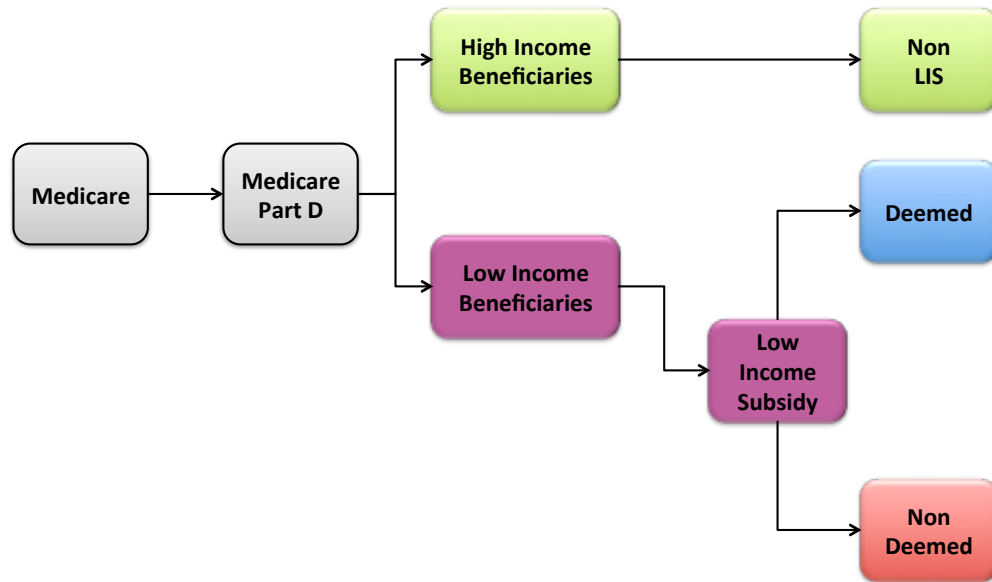 High Income
Beneficiaries
Non
LIS
Medicare
Medicare
Part D
Deemed
Low Income
Beneficiaries
Low
Income
Subsidy
Non
Deemed